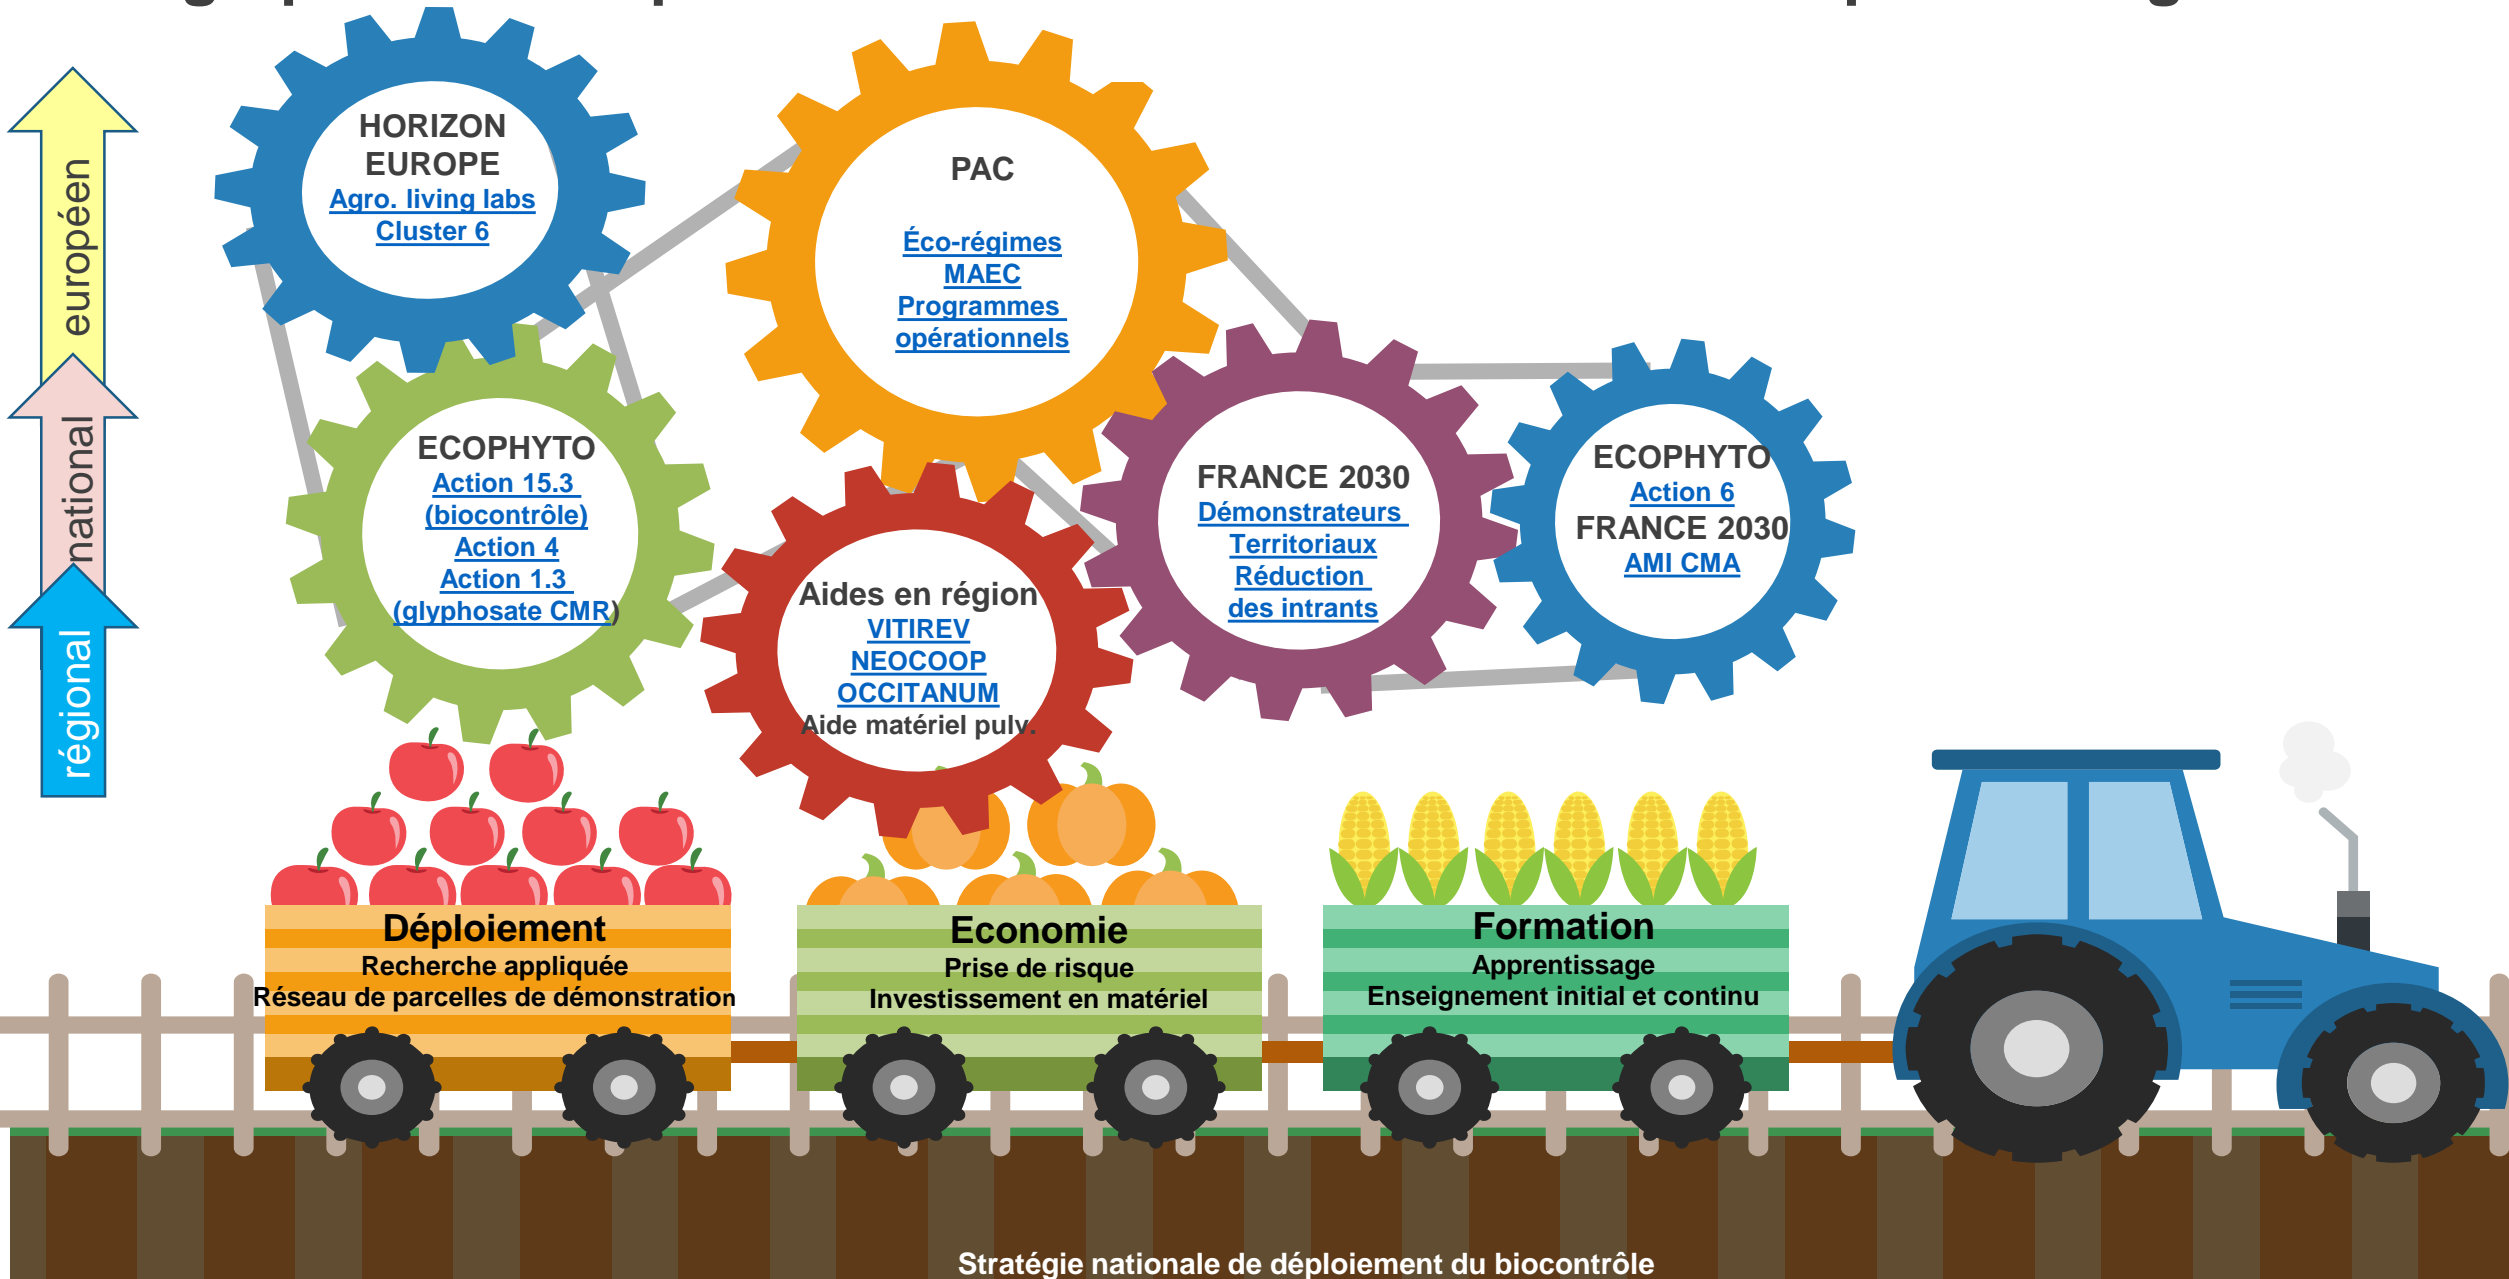 européen
national
régional
HORIZON
EUROPE
Agro. living labs
Cluster 6
PAC
Éco-régimes
MAEC
Programmes
opérationnels
ECOPHYTO
Action 15.3
(biocontrôle)
Action 4
Action 1.3
(glyphosate CMR)
Aides en région
VITIREV
NEOCOOP
OCCITANUM
Aide matériel pulv.
FRANCE 2030
Démonstrateurs
Territoriaux
Réduction
des intrants
ECOPHYTO
Action 6
FRANCE 2030
AMI CMA
Déploiement
Recherche appliquée
Réseau de parcelles de démonstration
Economie
Prise de risque
Investissement en matériel
Formation
Apprentissage
Enseignement initial et continu
Stratégie nationale de déploiement du biocontrôle